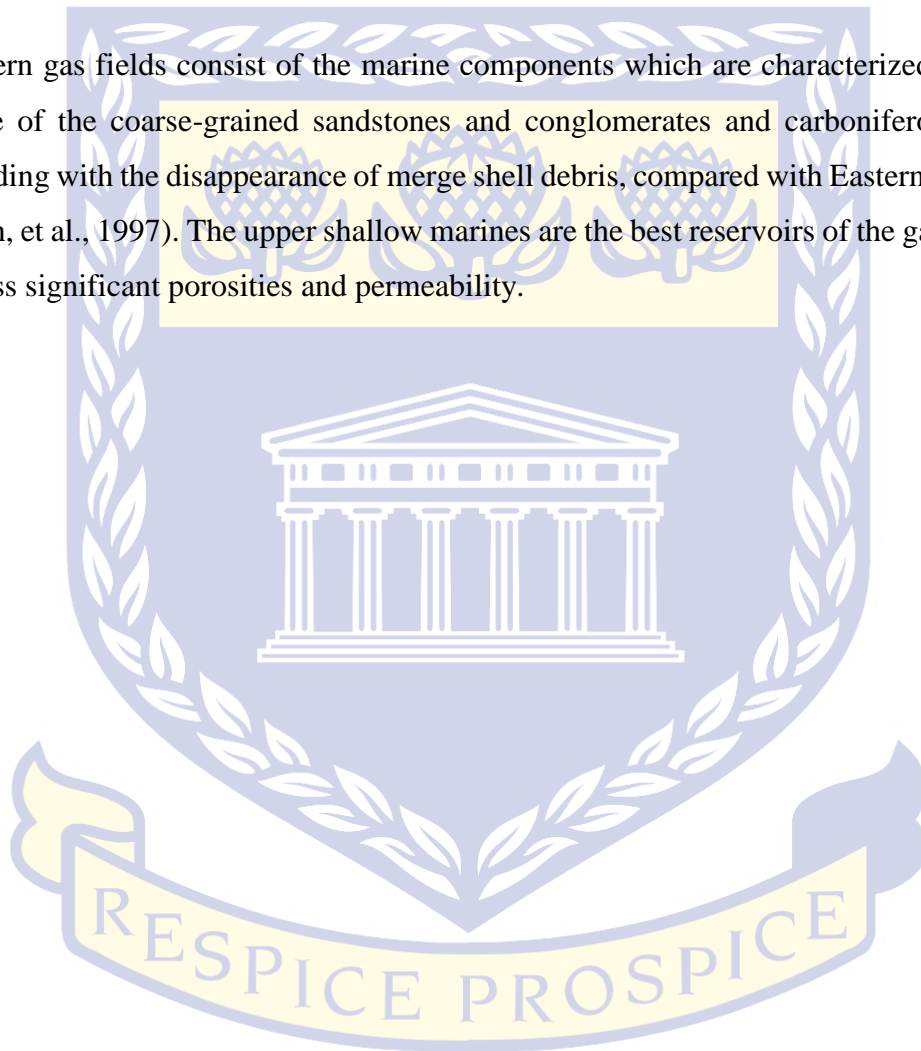 ern gas fields consist of the marine components which are characterized
e of the coarse-grained sandstones and conglomerates and carbonifero
ding with the disappearance of merge shell debris, compared with Eastern
n, et al., 1997). The upper shallow marines are the best reservoirs of the ga
ss significant porosities and permeability.
RESPICE PROSPICE